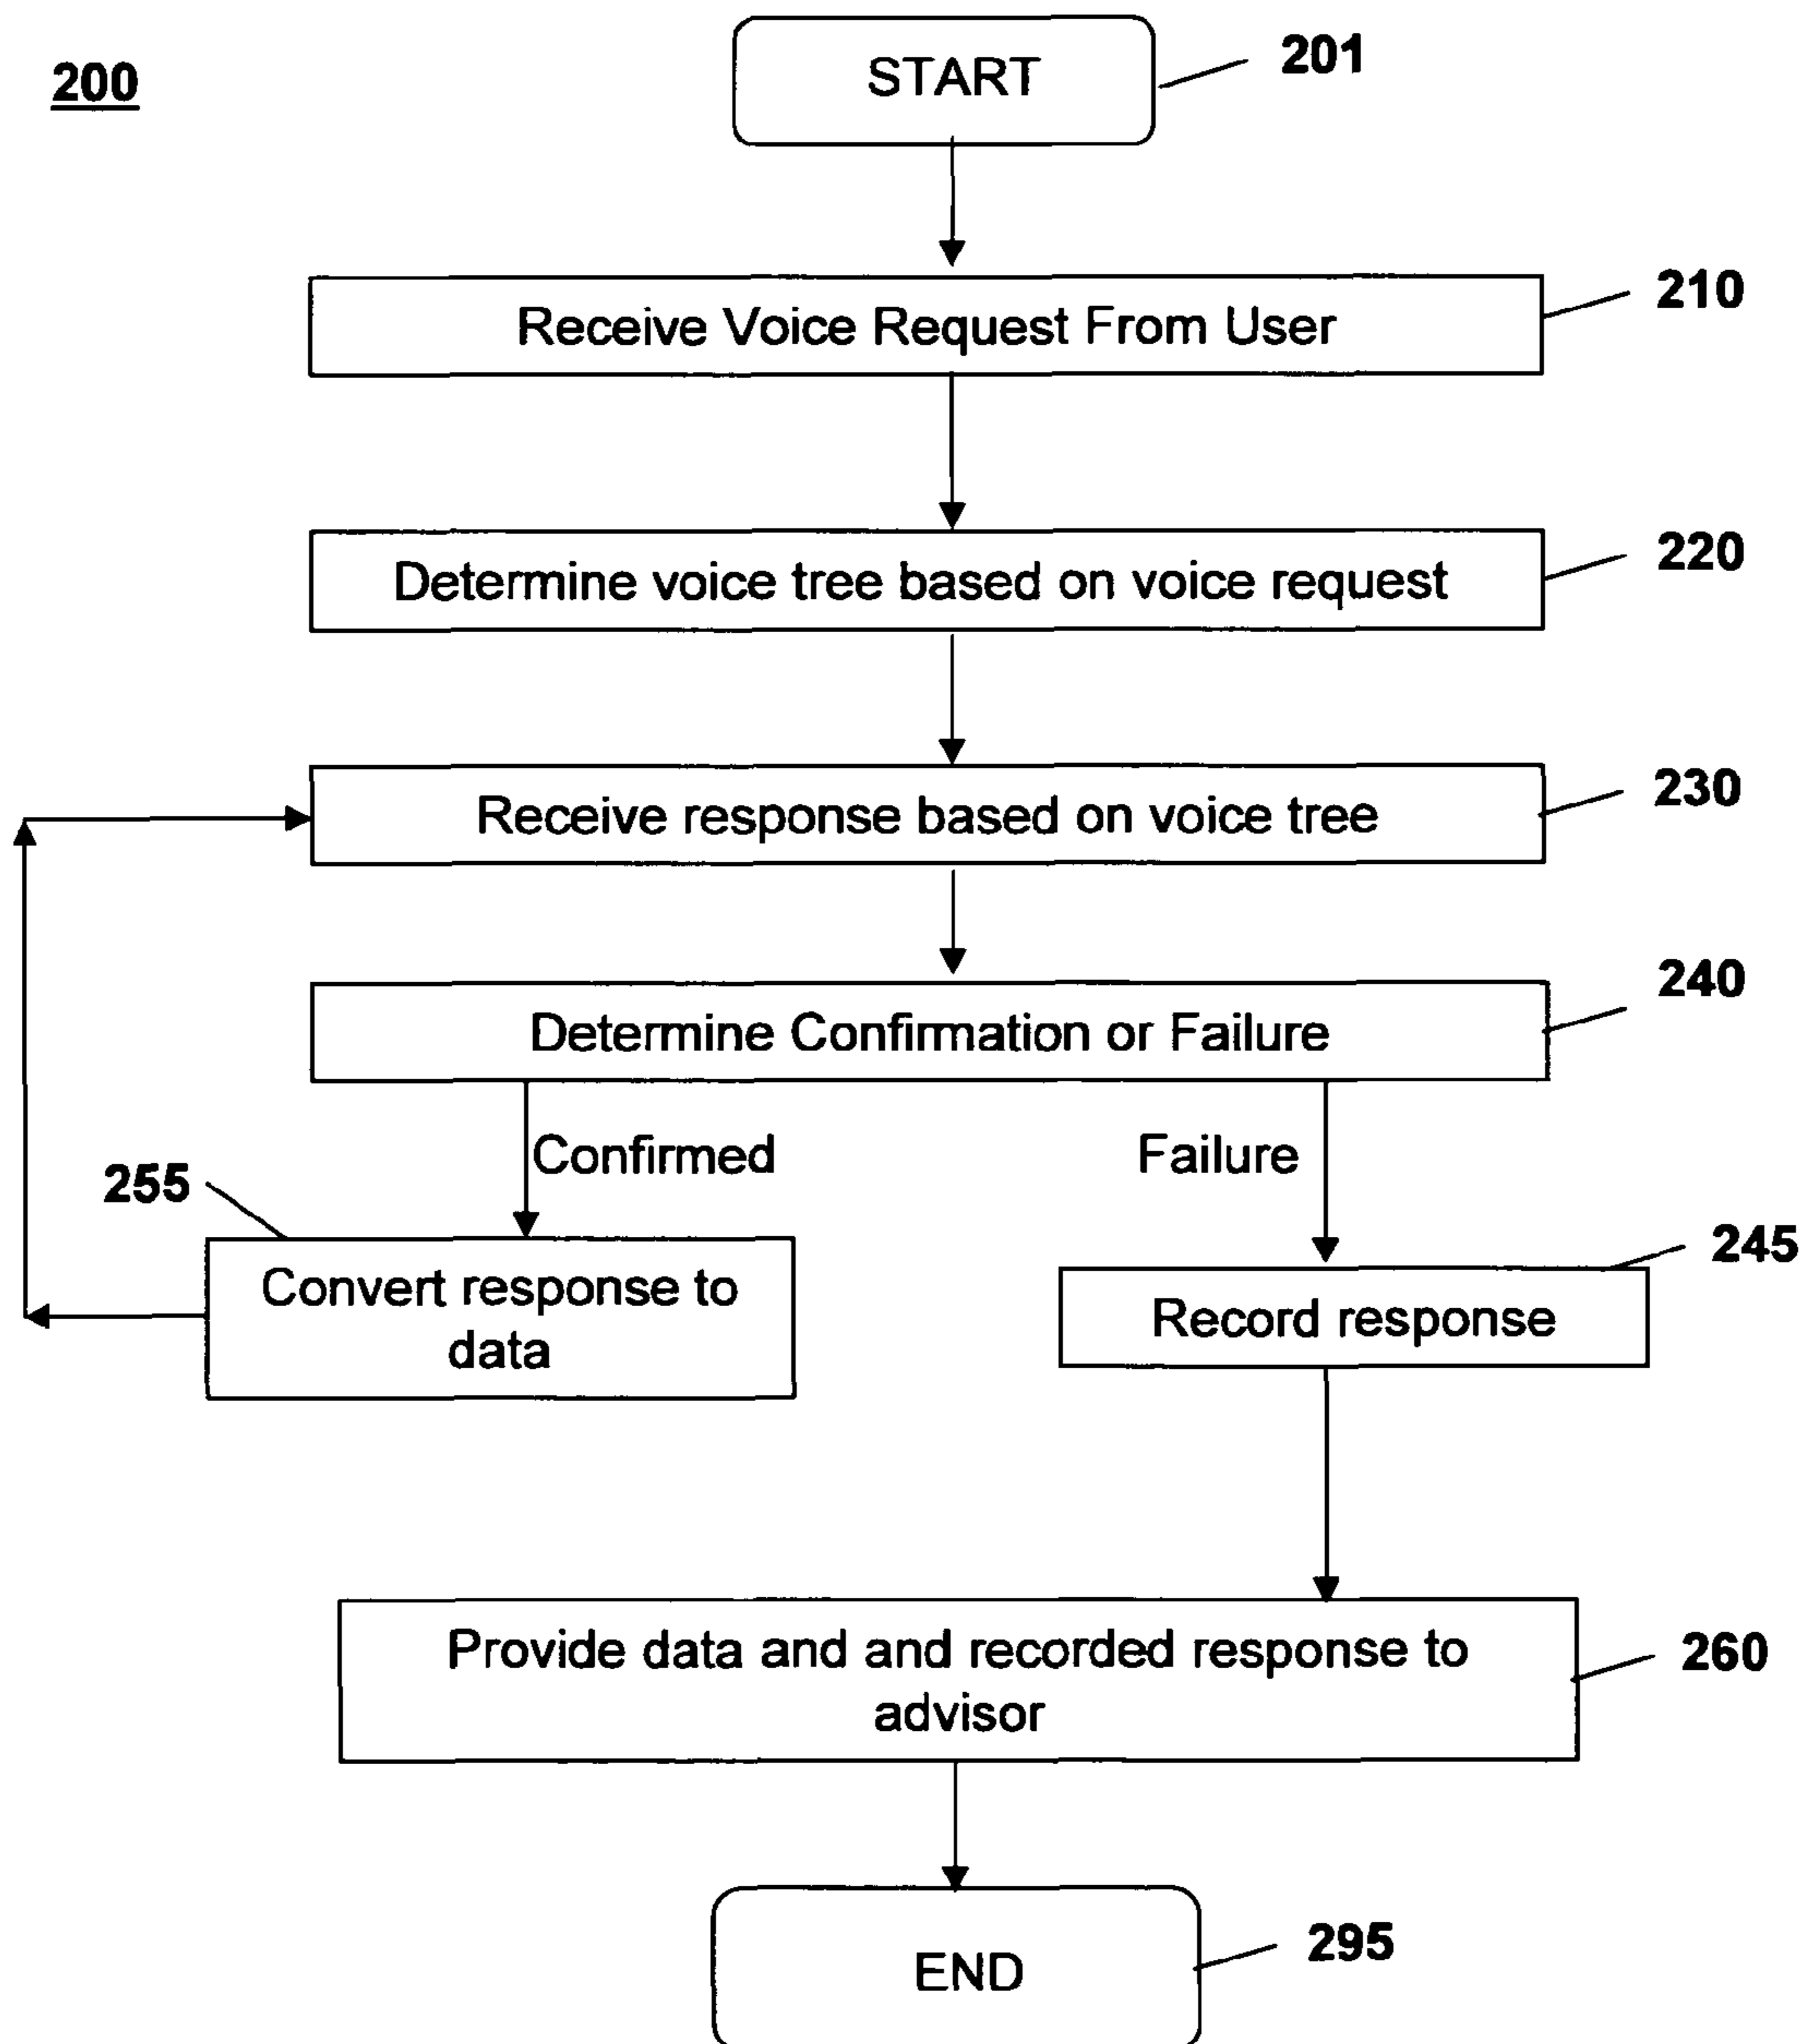 200
START
201
Receive Voice Request From User
210
Determine voice tree based on voice request
220
Receive response based on voice tree
230
Determine Confirmation or Failure
240
Confirmed
Failure
255
Convert response to
data
245
Record response
Provide data and and recorded response to
advisor
260
END
295